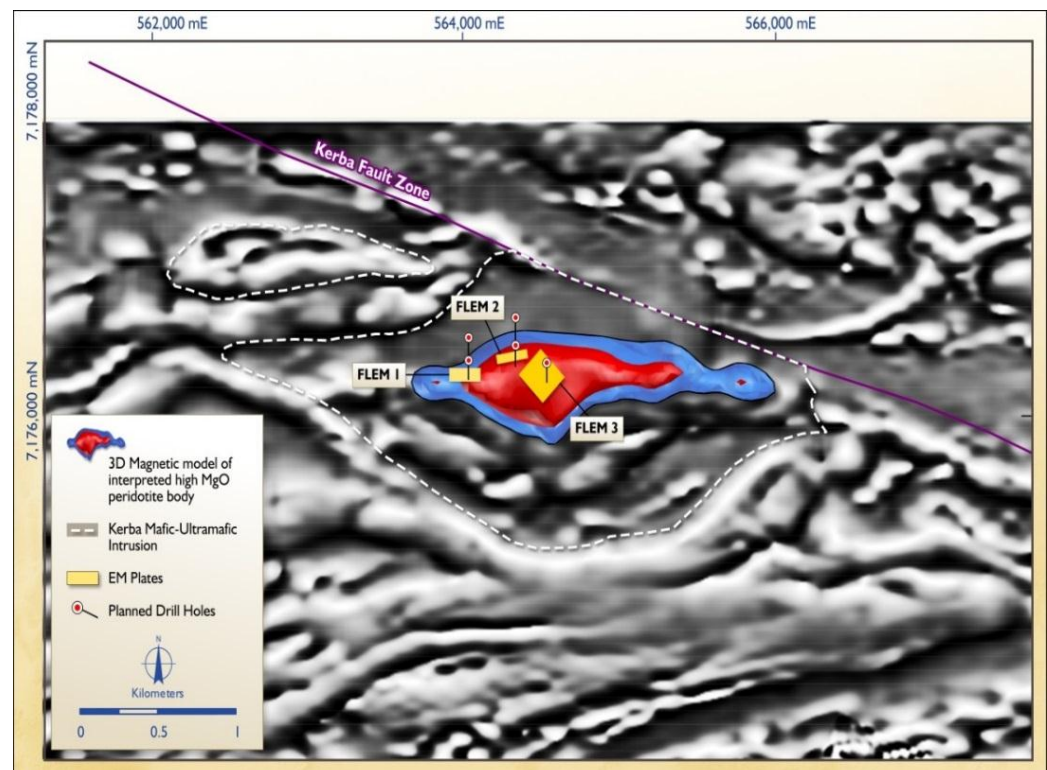 562,000 mE
564,000 mE
566,000 mE
7,178,000 mN
Kerba Fault Zone
FLEM 2
FLEM 1
FLEM 3
7,176,000 mN
3D Magnetic model of
interpreted high MgO
peridotite body
Kerba Mafic-Ultramafic
Intrusion
EM Plates
Planned Drill Holes
N
Kilometers
0 0.5 1